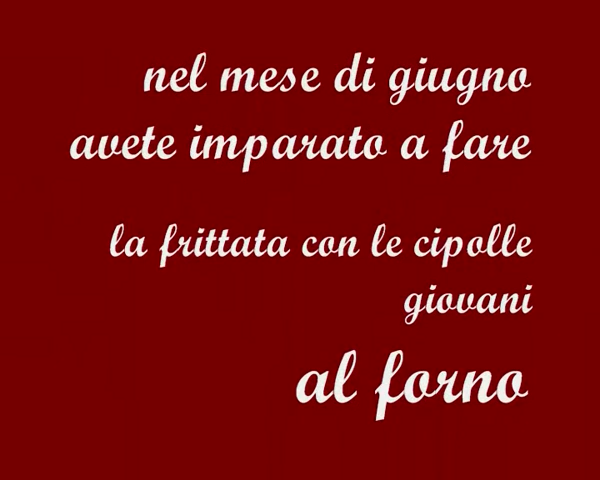 nel mese di giugno
avete imparato a fare
la frittata con le cipolle
giovani
al forno